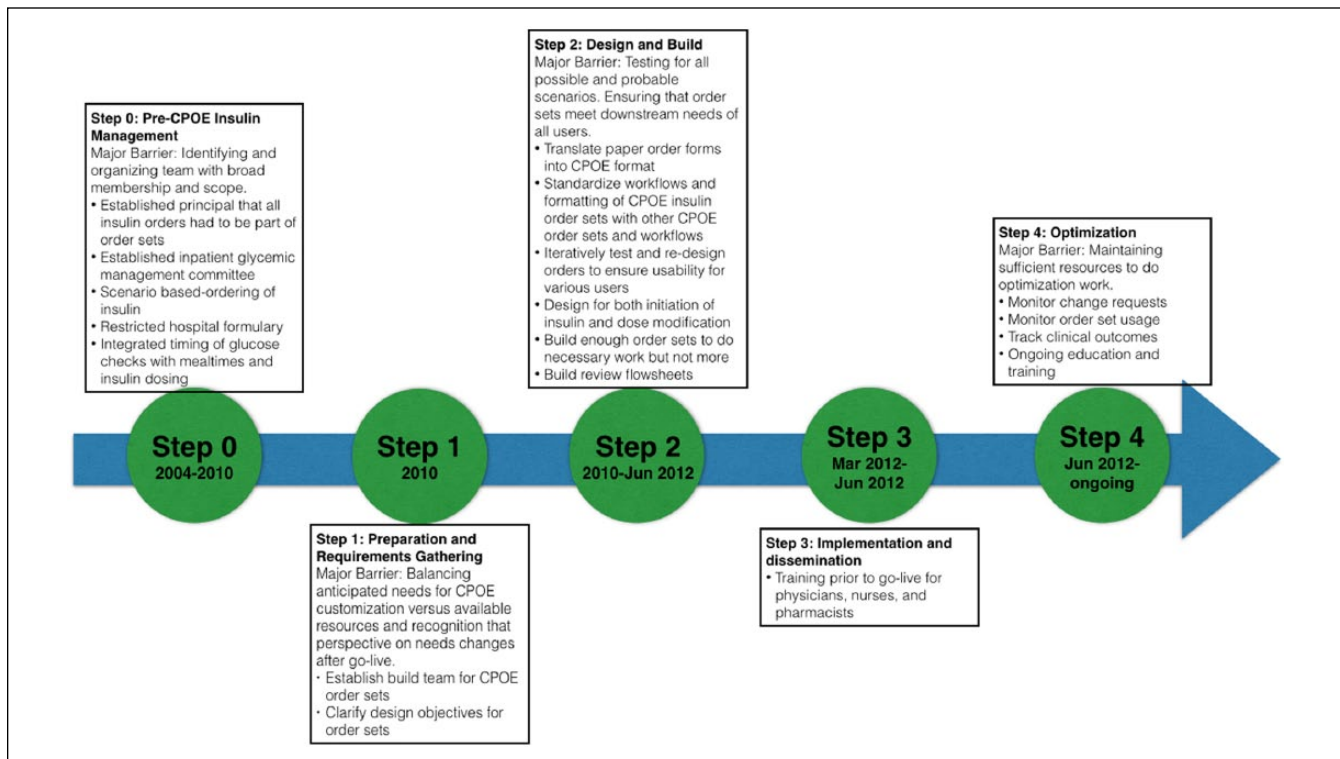 Step 0: Pre-CPOE Insulin
Management
Major Barrier: Identifying and
organizing team with broad
membership and scope.
• Established principal that all
insulin orders had to be part of
order sets
• Established inpatient glycemic
management committee
• Scenario based-ordering of
insulin
• Restricted hospital formulary
• Integrated timing of glucose
checks with mealtimes and
insulin dosing
Step 2: Design and Build
Major Barrier: Testing for all
possible and probable
scenarios. Ensuring that order
sets meet downstream needs of
all users.
• Translate paper order forms
into CPOE format
• Standardize workflows and
formatting of CPOE insulin
order sets with other CPOE
order sets and workflows
• Iteratively test and re-design
orders to ensure usability for
various users
• Design for both initiation of
insulin and dose modification
• Build enough order sets to do
necessary work but not more
• Build review flowsheets
Step 4: Optimization
Major Barrier: Maintaining
sufficient resources to do
optimization work.
• Monitor change requests
• Monitor order set usage
• Track clinical outcomes
• Ongoing education and
training
Step 0
2004-2010
Step 1
2010
Step 2
2010-Jun 2012
Step 3
Mar 2012-
Jun 2012
Step 4
Jun 2012-
ongoing
Step 1: Preparation and
Requirements Gathering
Major Barrier: Balancing
anticipated needs for CPOE
customization versus available
resources and recognition that
perspective on needs changes
after go-live.
· Establish build team for CPOE
order sets
· Clarify design objectives for
order sets
Step 3: Implementation and
dissemination
• Training prior to go-live for
physicians, nurses, and
pharmacists